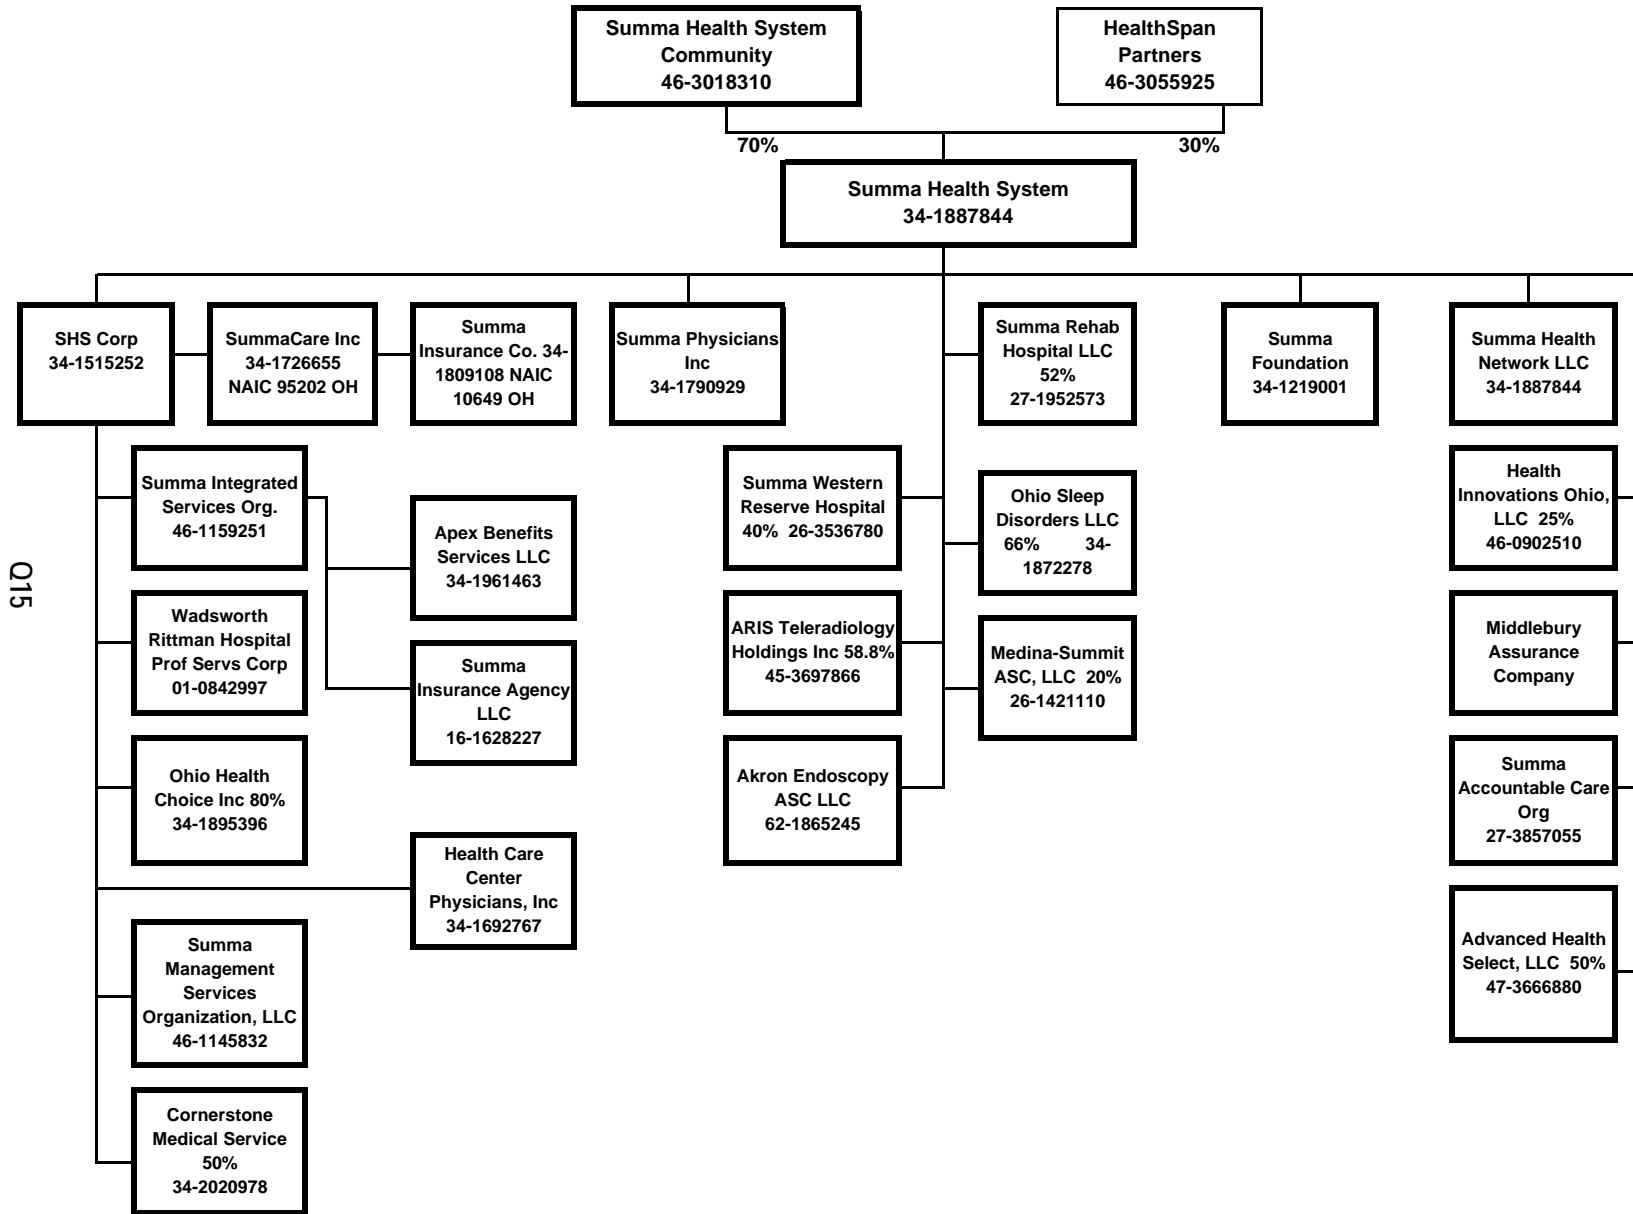 Summa Health System
Community
46-3018310
HealthSpan
Partners
46-3055925
70%
30%
Summa Health System
34-1887844
SHS Corp
34-1515252
SummaCare Inc
34-1726655
NAIC 95202 OH
Summa
Insurance Co. 34-
1809108 NAIC
10649 OH
Summa Physicians
Inc
34-1790929
Summa Rehab
Hospital LLC
52%
27-1952573
Summa
Foundation
34-1219001
Summa Health
Network LLC
34-1887844
Summa Integrated
Services Org.
46-1159251
Apex Benefits
Services LLC
34-1961463
Summa Western
Reserve Hospital
40% 26-3536780
Ohio Sleep
Disorders LLC
66% 34-
1872278
Health
Innovations Ohio,
LLC 25%
46-0902510
Q15
Wadsworth
Rittman Hospital
Prof Servs Corp
01-0842997
Summa
Insurance Agency
LLC
16-1628227
ARIS Teleradiology
Holdings Inc 58.8%
45-3697866
Medina-Summit
ASC, LLC 20%
26-1421110
Middlebury
Assurance
Company
Ohio Health
Choice Inc 80%
34-1895396
Akron Endoscopy
ASC LLC
62-1865245
Summa
Accountable Care
Org
27-3857055
Health Care
Center
Physicians, Inc
34-1692767
Summa
Management
Services
Organization, LLC
46-1145832
Advanced Health
Select, LLC 50%
47-3666880
Cornerstone
Medical Service
50%
34-2020978